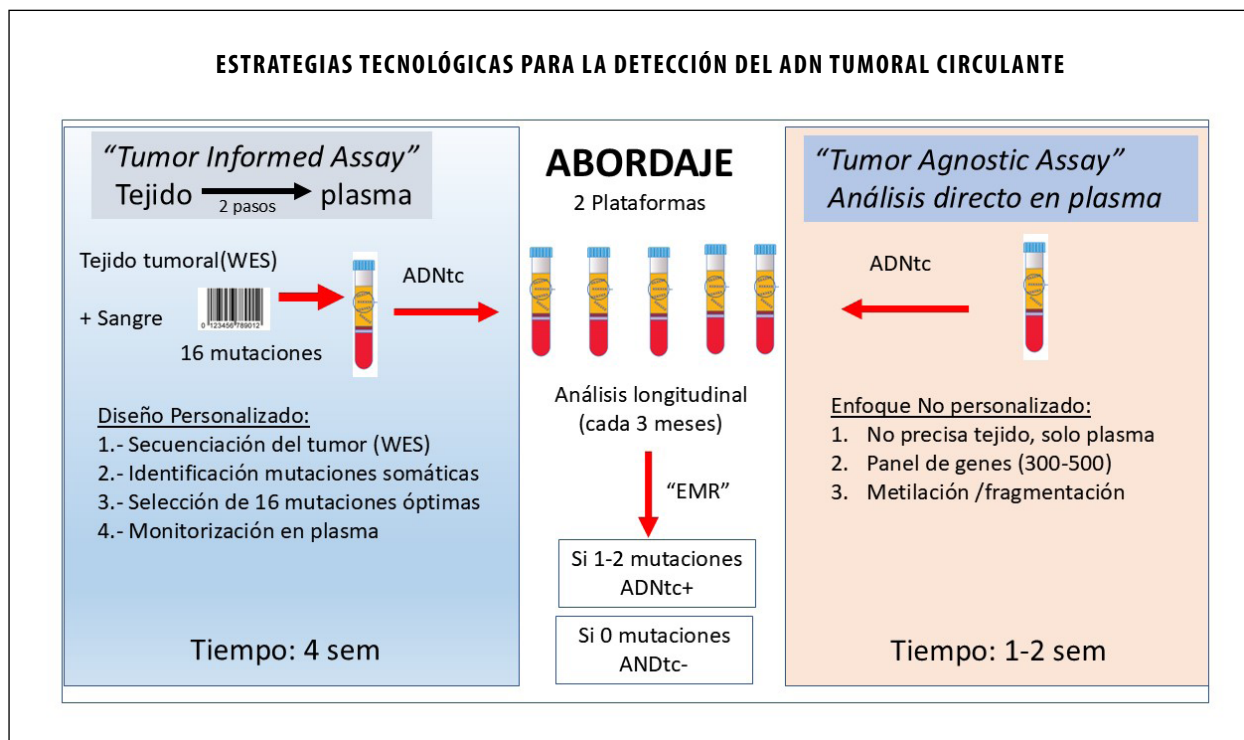 ESTRATEGIAS TECNOLÓGICAS PARA LA DETECCIÓN DEL ADN TUMORAL CIRCULANTE
“Tumor Informed Assay”
Tejido 2 pasos plasma
Tejido tumoral(WES)
+ Sangre
0 123456 789012
16 mutaciones
ADNtc
Diseño Personalizado:
1.- Secuenciación del tumor (WES)
2.- Identificación mutaciones somáticas
3.- Selección de 16 mutaciones óptimas
4.- Monitorización en plasma
Tiempo: 4 sem
ABORDAJE
2 Plataformas
Análisis longitudinal
(cada 3 meses)
“EMR”
Si 1-2 mutaciones
ADNtc+
Si 0 mutaciones
ANDtc-
“Tumor Agnostic Assay”
Análisis directo en plasma
ADNtc
Enfoque No personalizado:
1. No precisa tejido, solo plasma
2. Panel de genes (300-500)
3. Metilación /fragmentación
Tiempo: 1-2 sem